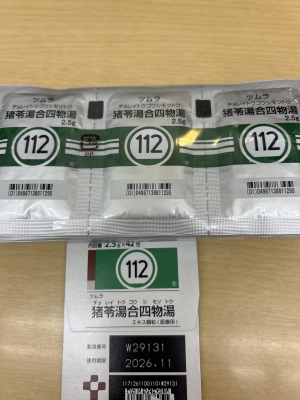 ツムラ
チョレイトウゴウシモツトウ
猪苓湯合四物湯
2.5g
112
(01)04987138811295
ツムラ
チョレイトウゴウシモツトウ
猪苓湯合四物湯
2.5g
112
(01)04987138811295
ツムラ
チョレイトウゴウシモツトウ
猪苓湯合四物湯
2.5g
112
(01)04987138811295
内容量 2.5g×42包
112
ツムラ
チョ レイ トウ ゴウ シ モツ トウ
猪苓湯合四物湯
エキス顆粒(医療用)
製造番号 W29131
使用期限 2026.11